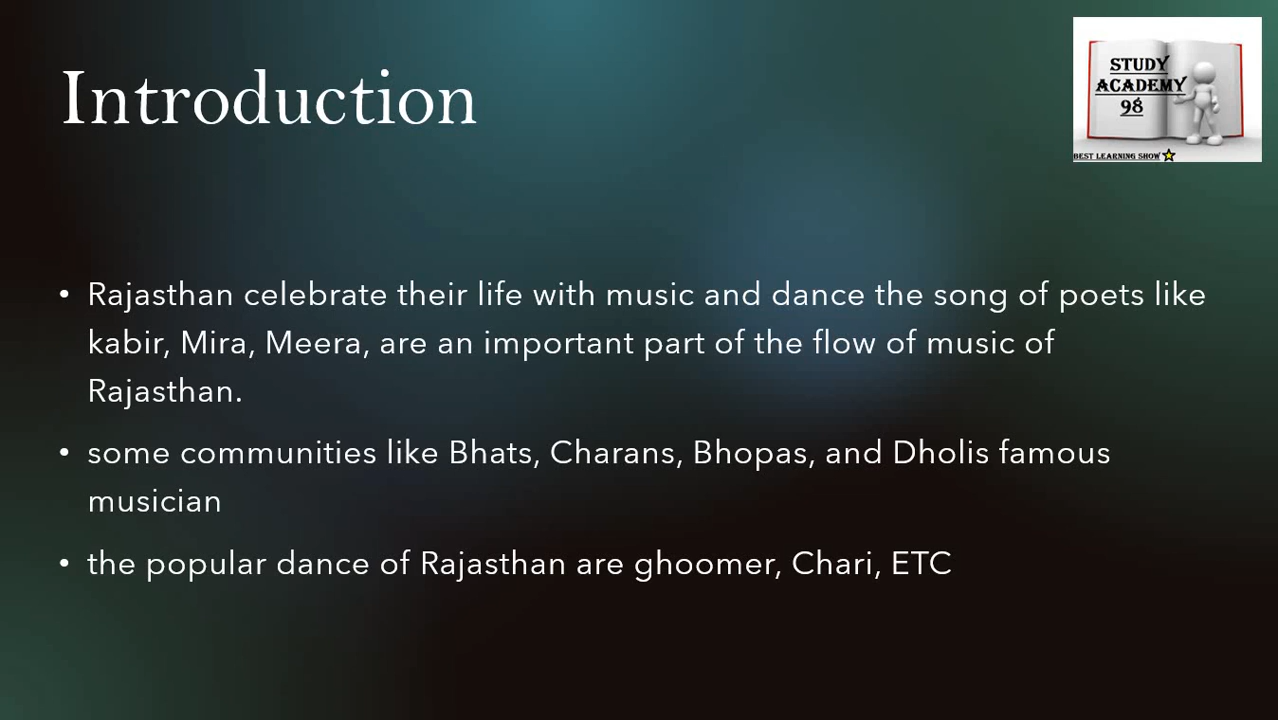 Introduction
STUDY
ACADEMY
98
BEST LEARNING SHOW
• Rajasthan celebrate their life with music and dance the song of poets like
kabir, Mira, Meera, are an important part of the flow of music of
Rajasthan.
• some communities like Bhats, Charans, Bhopas, and Dholis famous
musician
• the popular dance of Rajasthan are ghoomer, Chari, ETC